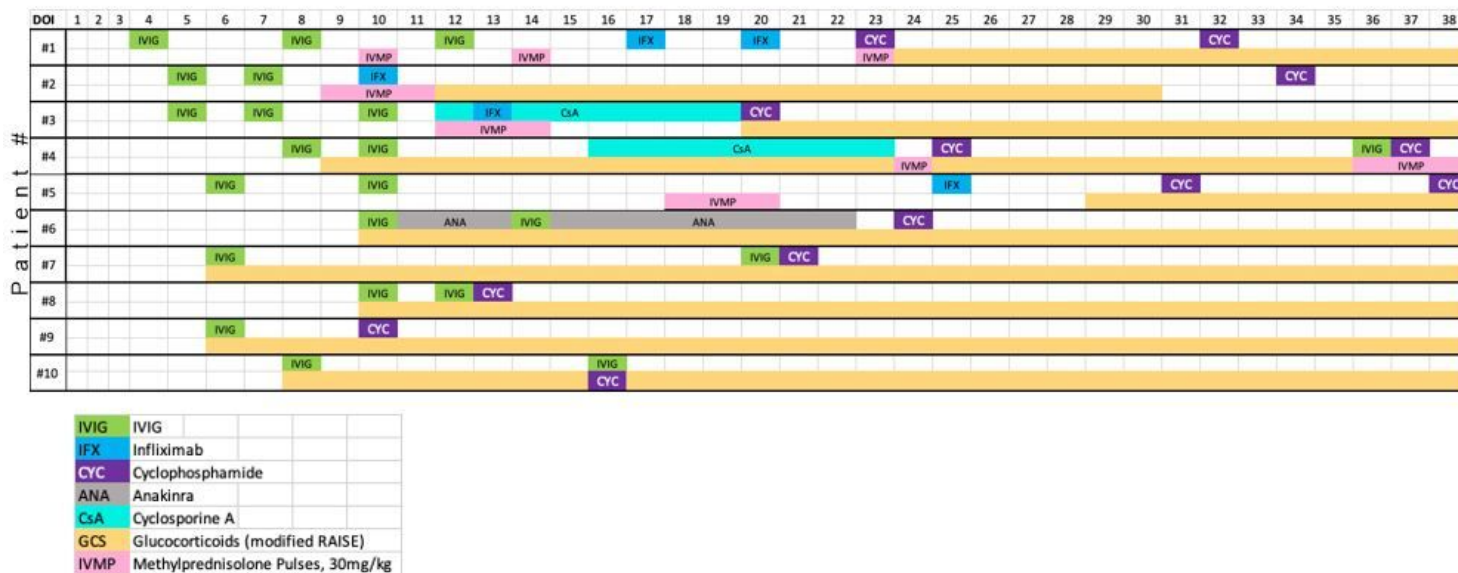 DOI 1 2 3 4 5 6 7 8 9 10 11 12 13 14 15 16 17 18 19 20 21 22 23 24 25 26 27 28 29 30 31 32 33 34 35 36 37 38
Patient #
#1 IVIG IVIG IVIG IFX IFX CYC CYC
IVMP IVMP IVMP
#2 IVIG IVIG IFX CYC
IVMP
#3 IVIG IVIG IVIG IFX CsA CYC
IVMP
#4 IVIG IVIG CsA CYC IVIG CYC
IVMP IVMP
#5 IVIG IVIG IFX CYC CYC
IVMP
#6 IVIG ANA IVIG ANA CYC
#7 IVIG IVIG CYC
#8 IVIG IVIG CYC
#9 IVIG CYC
#10 IVIG IVIG
CYC
IVIG IVIG
IFX Infliximab
CYC Cyclophosphamide
ANA Anakinra
CsA Cyclosporine A
GCS Glucocorticoids (modified RAISE)
IVMP Methylprednisolone Pulses, 30mg/kg